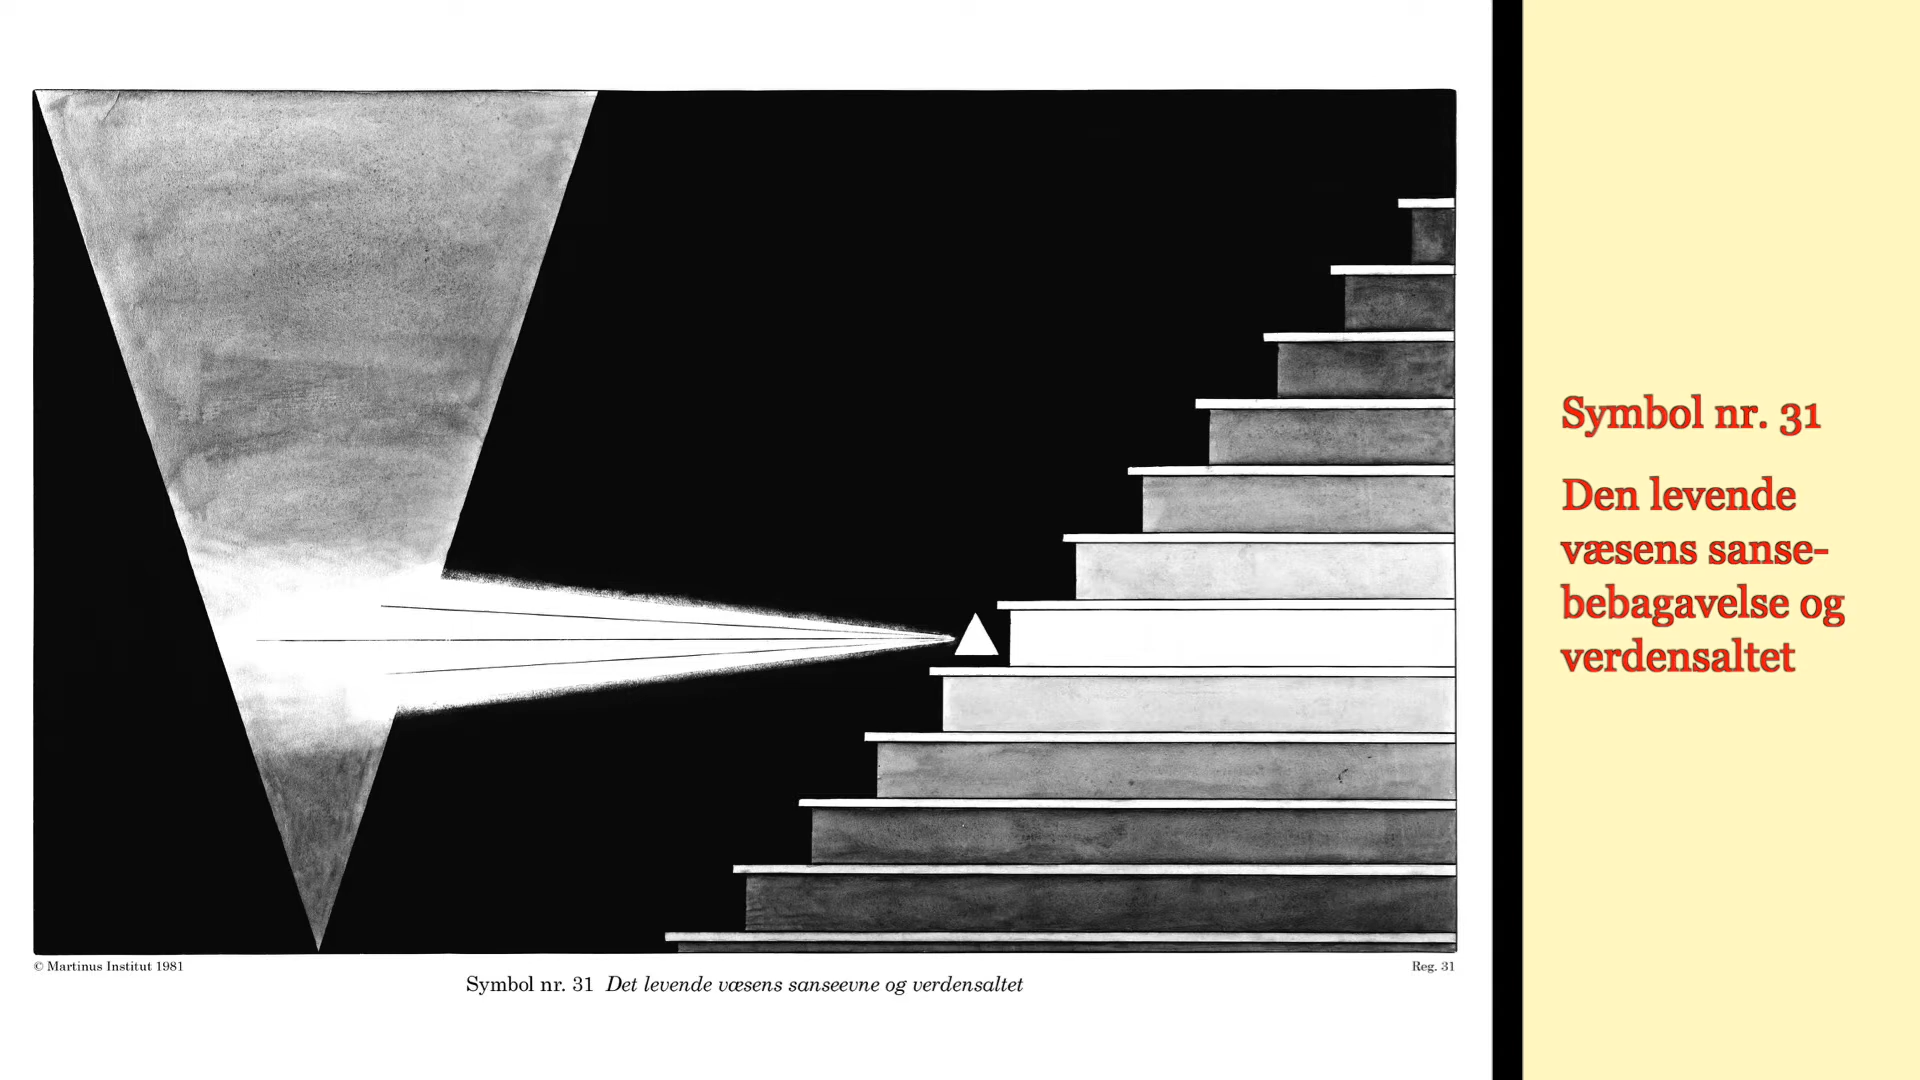 © Martinus Institut 1981
Reg. 31
Symbol nr. 31 Det levende væsens sanseevne og verdensaltet
Symbol nr. 31
Den levende
væsens sanse-
bebagavelse og
verdensaltet